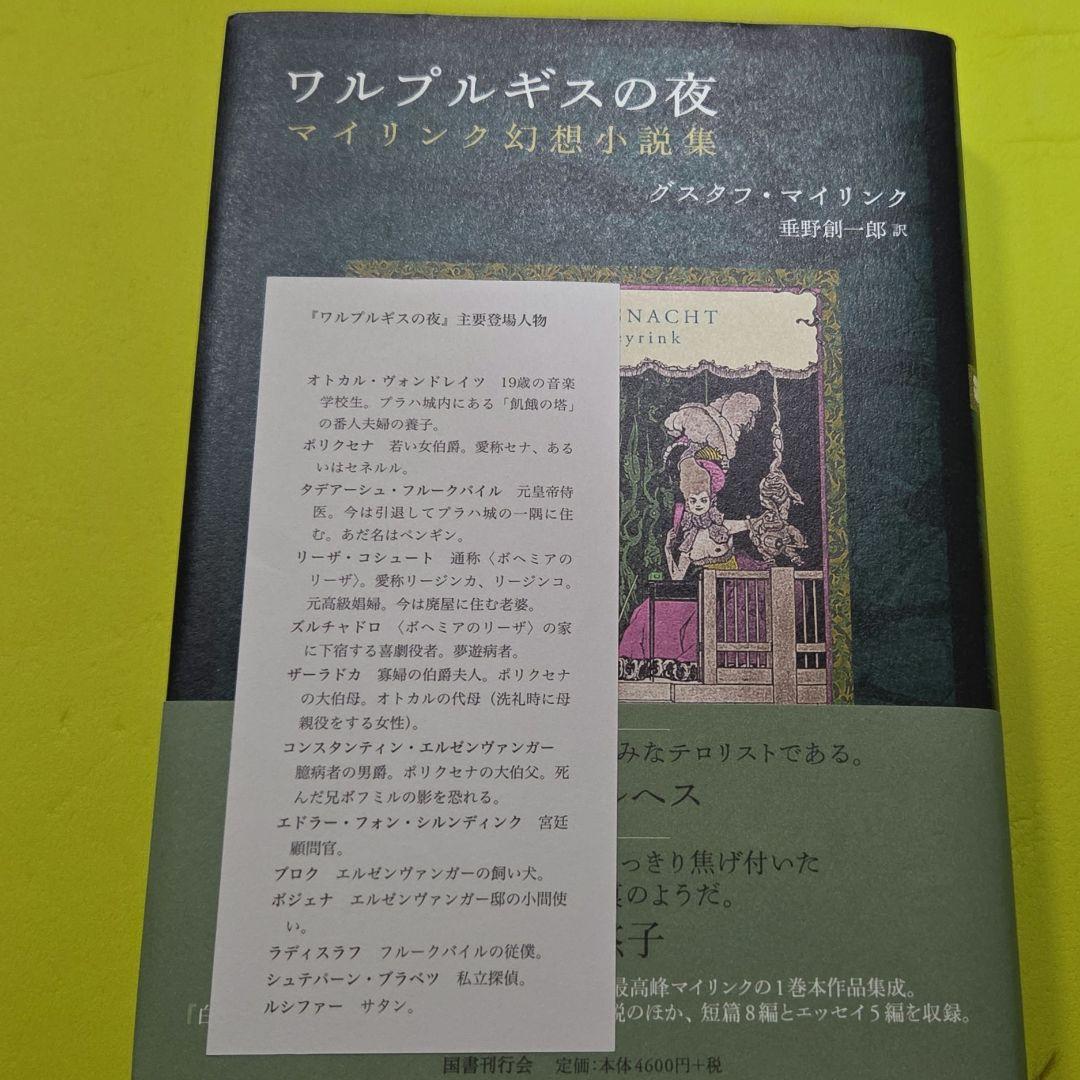 ワルプルギスの夜
マイリンク幻想小説集
グスタフ・マイリンク
垂野創一郎 訳
NACHT
eyrink
『ワルプルギスの夜』主要登場人物
オトカル・ヴォンドレイツ　19歳の音楽
学校生。プラハ城内にある「飢餓の塔」
の番人夫婦の養子。
ポリクセナ　若い女伯爵。愛称セナ、ある
いはセネルル。
タデアーシュ・フルークバイル　元皇帝侍
医。今は引退してプラハ城の一隅に住
む。あだ名はペンギン。
リーザ・コシュート　通称〈ボヘミアの
リーザ〉。愛称リージンカ、リージンコ。
元高級娼婦。今は廃屋に住む老婆。
ズルチャドロ　〈ボヘミアのリーザ〉の家
に下宿する喜劇役者。夢遊病者。
ザーラドカ　寡婦の伯爵夫人。ポリクセナ
の大伯母。オトカルの代母（洗礼時に母
親役をする女性）。
コンスタンティン・エルゼンヴァンガー
臆病者の男爵。ポリクセナの大伯父。死
んだ兄ボフミルの影を恐れる。
エドラー・フォン・シルンディンク　宮廷
顧問官。
ブロク　エルゼンヴァンガーの飼い犬。
ボジェナ　エルゼンヴァンガー邸の小間使
い。
ラディスラフ　フルークバイルの従僕。
シュテパーン・ブラベツ　私立探偵。
ルシファー　サタン。
みなテロリストである。
ルヘス
っきり焦げ付いた
のようだ。
子
最高峰マイリンクの1巻本作品集成。
説のほか、短篇8編とエッセイ5編を収録。
国書刊行会　定価：本体4600円＋税